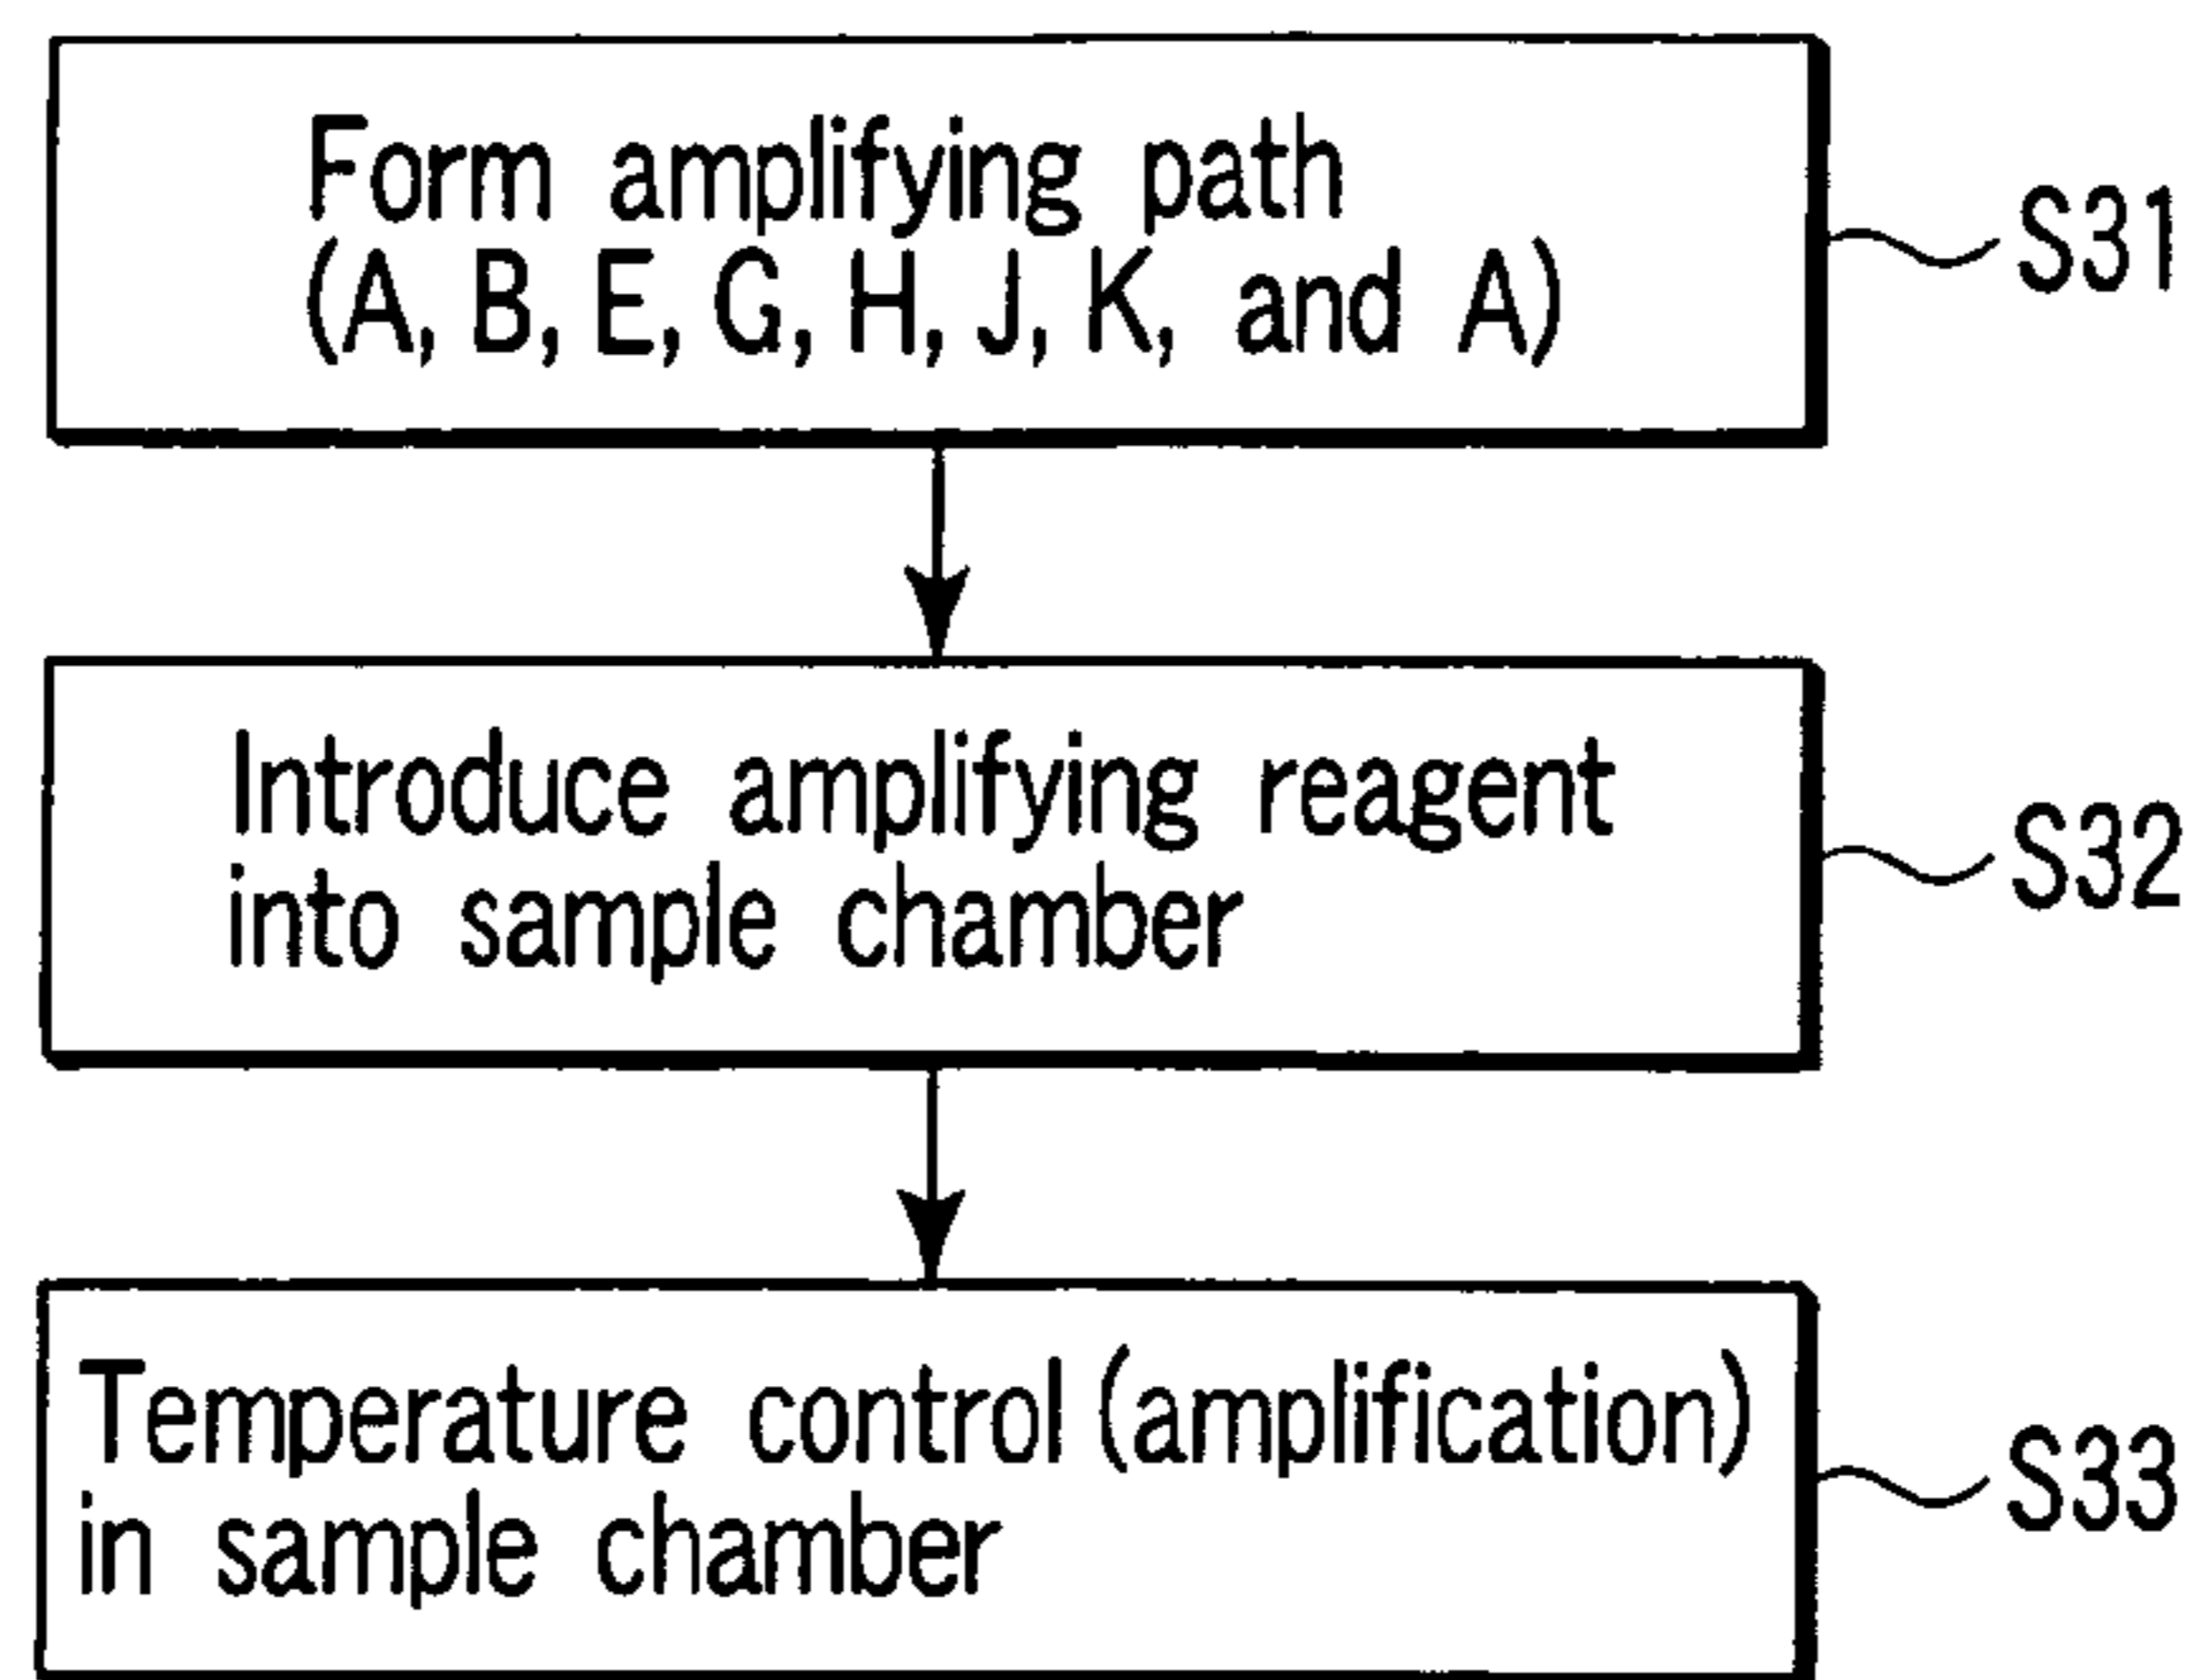 Form amplifying path
(A, B, E, G, H, J, K, and A)
S31
Introduce amplifying reagent
into sample chamber
S32
Temperature control (amplification)
in sample chamber
S33